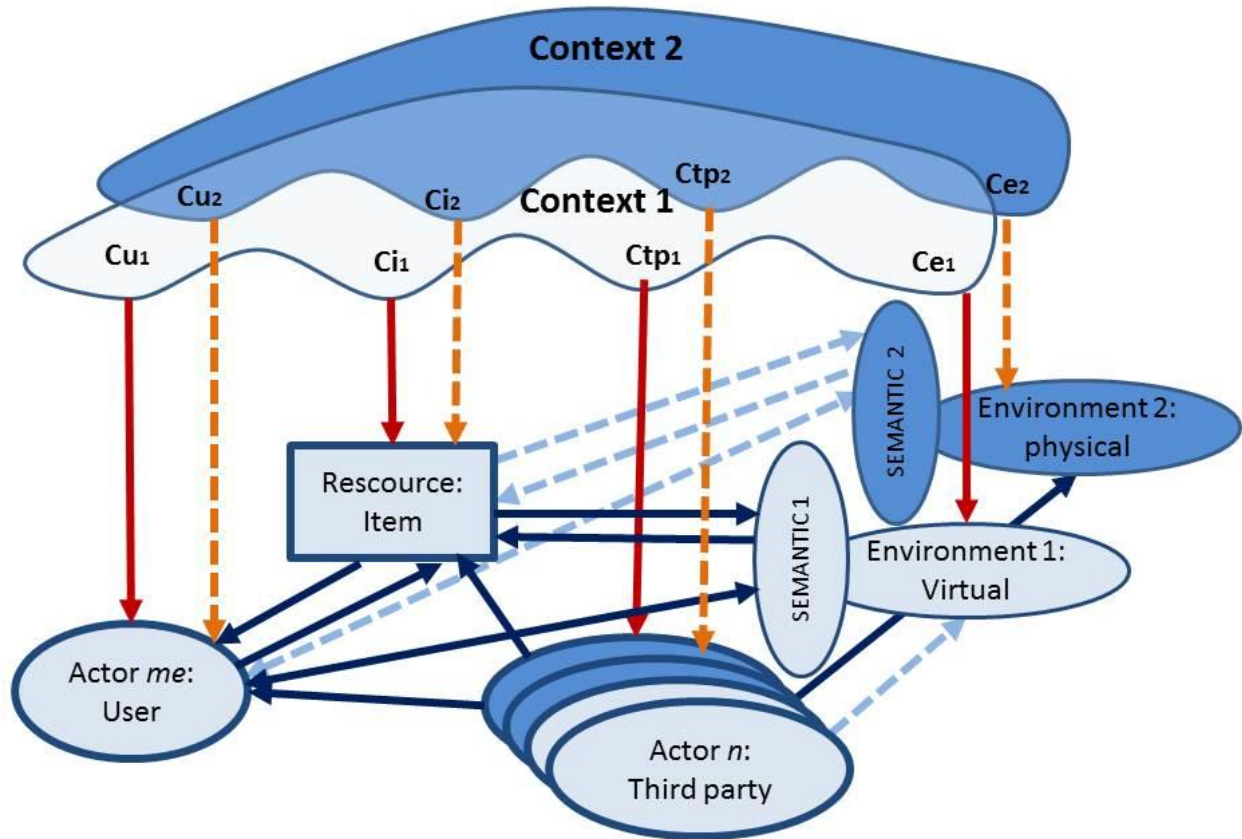 Context 2
Cu2
Ci2
Ctp2
Ce2
Context 1
Cu1
Ci1
Ctp1
Ce1
SEMANTIC 2
Environment 2:
physical
Rescource:
Item
SEMANTIC 1
Environment 1:
Virtual
Actor me:
User
Actor n:
Third party